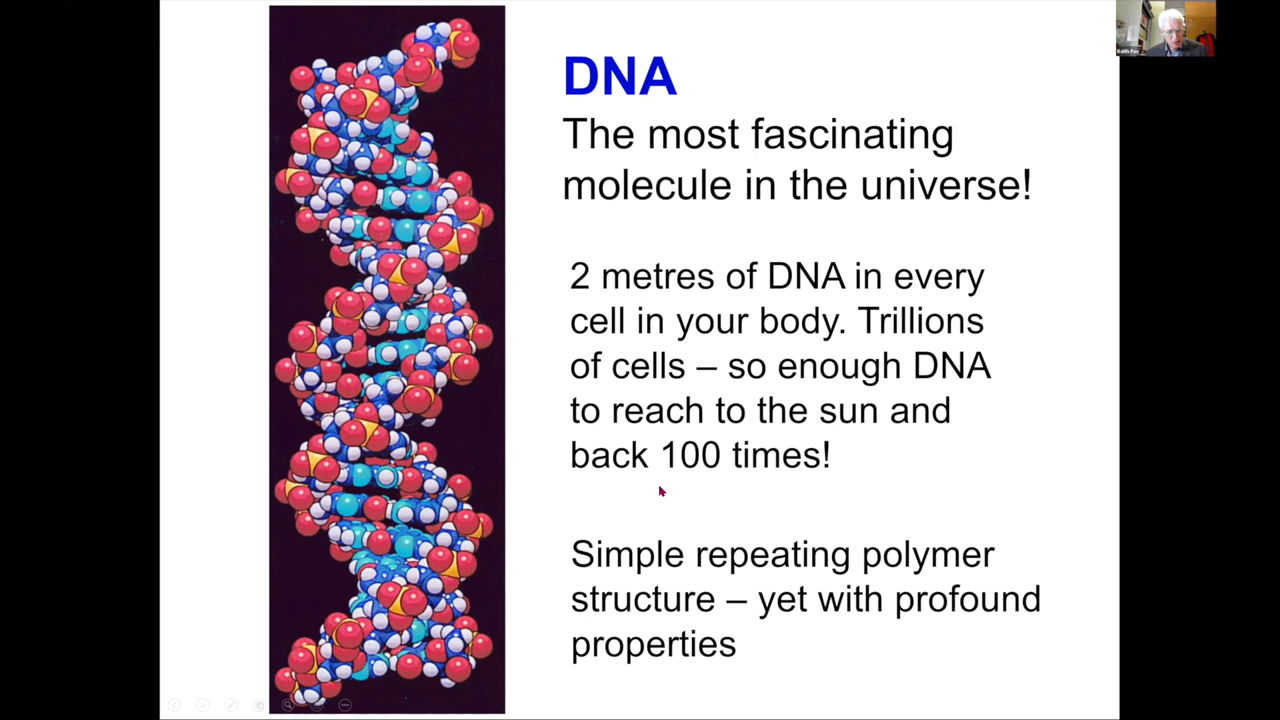 DNA
The most fascinating
molecule in the universe!
2 metres of DNA in every
cell in your body. Trillions
of cells – so enough DNA
to reach to the sun and
back 100 times!
Simple repeating polymer
structure – yet with profound
properties
Keith Fox